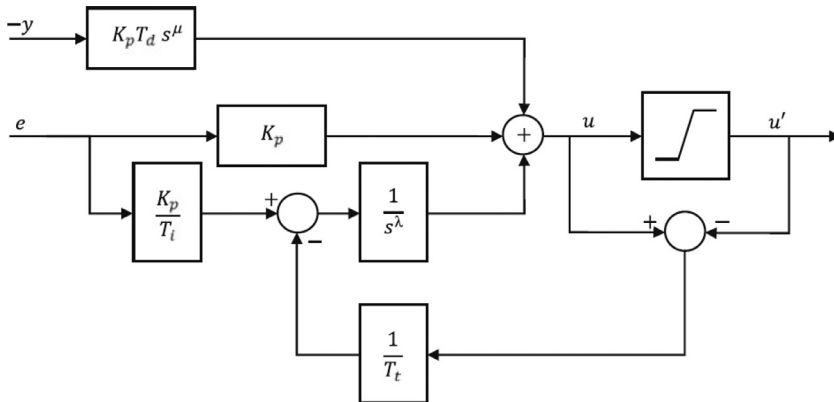 −y
K_p T_d s^μ
e
K_p
+
u
u′
K_p
T_i
+
−
1
s^λ
+
−
1
T_t